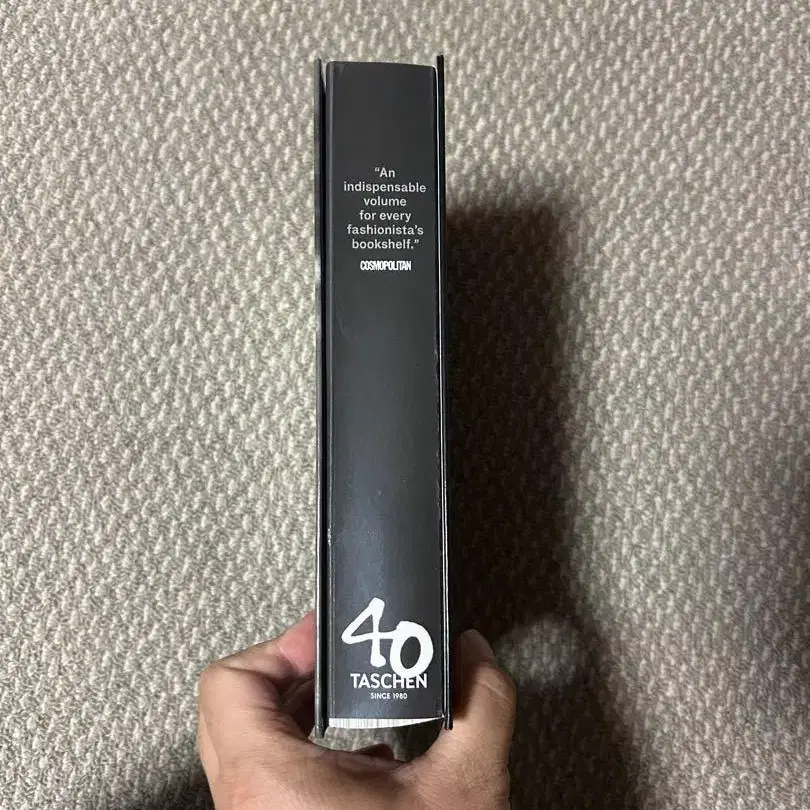 “An
indispensable
volume
for every
fashionista’s
bookshelf.”
COSMOPOLITAN
40
TASCHEN
SINCE 1980